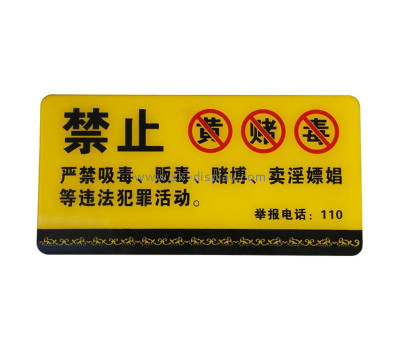 禁止 黄 赌 毒
严禁吸毒、贩毒、赌博、卖淫嫖娼
等违法犯罪活动。
举报电话：110